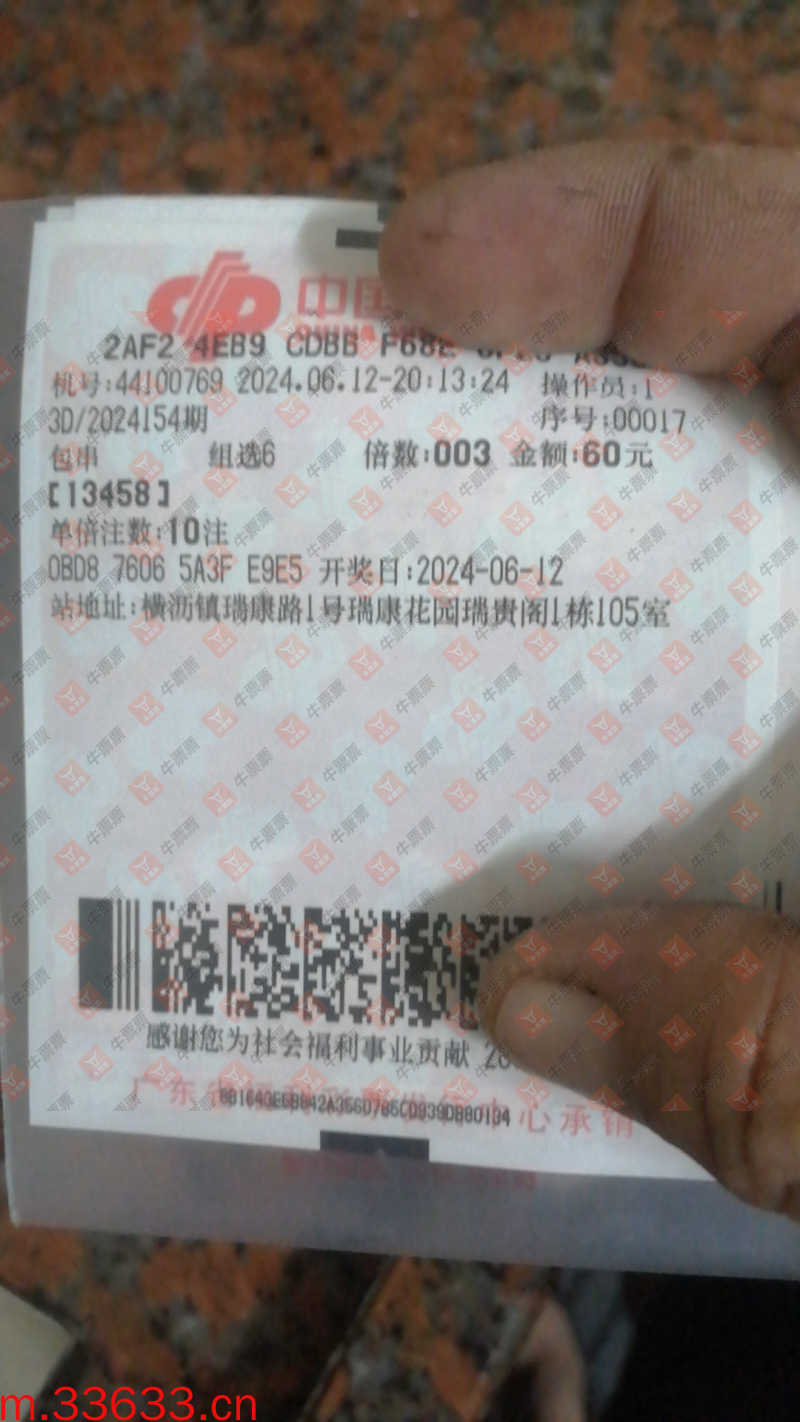 中国
2AF2 4EB9 CDBB F68E
机号:44100769 2024.06.12-20:13:24 操作员:1
3D/2024154期 序号:00017
包串 组选6 倍数:003 金额:60元
[13458]
单倍注数:10注
0BD8 7606 5A3F E9E5 开奖日:2024-06-12
站地址:横沥镇瑞康路1号瑞康花园瑞贵阁1栋105室
感谢您为社会福利事业贡献
广东 中心承销
牛票票
m.33633.cn